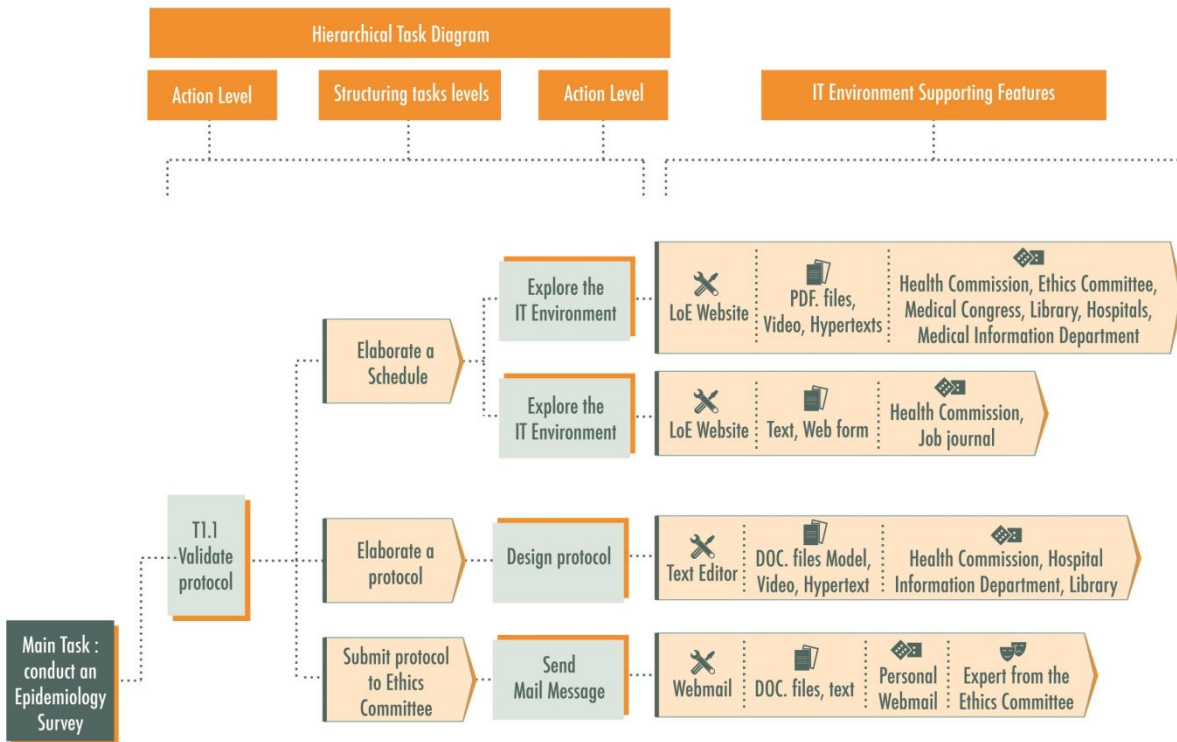 Hierarchical Task Diagram
Action Level
Structuring tasks levels
Action Level
IT Environment Supporting Features
Explore the
IT Environment
LoE Website
PDF. files,
Video, Hypertexts
Health Commission, Ethics Committee,
Medical Congress, Library, Hospitals,
Medical Information Department
Elaborate a
Schedule
Explore the
IT Environment
LoE Website
Text, Web form
Health Commission,
Job journal
T1.1
Validate
protocol
Elaborate a
protocol
Design protocol
Text Editor
DOC. files Model,
Video, Hypertext
Health Commission, Hospital
Information Department, Library
Main Task :
conduct an
Epidemiology
Survey
Submit protocol
to Ethics
Committee
Send
Mail Message
Webmail
DOC. files, text
Personal
Webmail
Expert from the
Ethics Committee